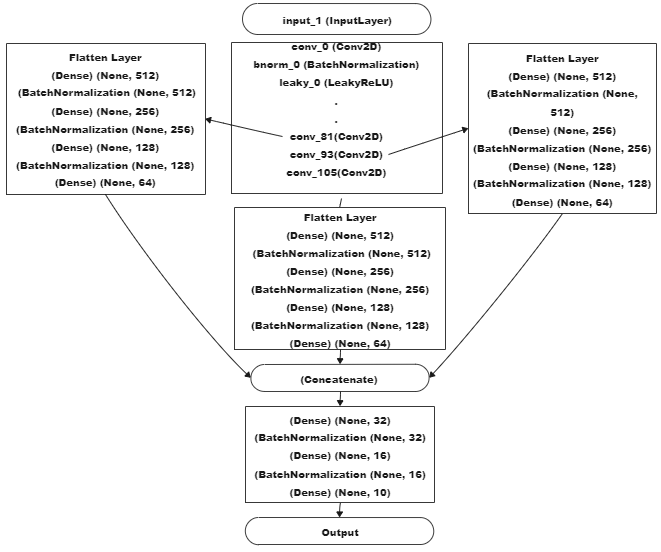 input_1 (InputLayer)
conv_0 (Conv2D)
bnorm_0 (BatchNormalization)
leaky_0 (LeakyReLU)
.
.
conv_81(Conv2D)
conv_93(Conv2D)
conv_105(Conv2D)
Flatten Layer
(Dense) (None, 512)
(BatchNormalization (None, 512)
(Dense) (None, 256)
(BatchNormalization (None, 256)
(Dense) (None, 128)
(BatchNormalization (None, 128)
(Dense) (None, 64)
Flatten Layer
(Dense) (None, 512)
(BatchNormalization (None,
512)
(Dense) (None, 256)
(BatchNormalization (None, 256)
(Dense) (None, 128)
(BatchNormalization (None, 128)
(Dense) (None, 64)
Flatten Layer
(Dense) (None, 512)
(BatchNormalization (None, 512)
(Dense) (None, 256)
(BatchNormalization (None, 256)
(Dense) (None, 128)
(BatchNormalization (None, 128)
(Dense) (None, 64)
(Concatenate)
(Dense) (None, 32)
(BatchNormalization (None, 32)
(Dense) (None, 16)
(BatchNormalization (None, 16)
(Dense) (None, 10)
Output